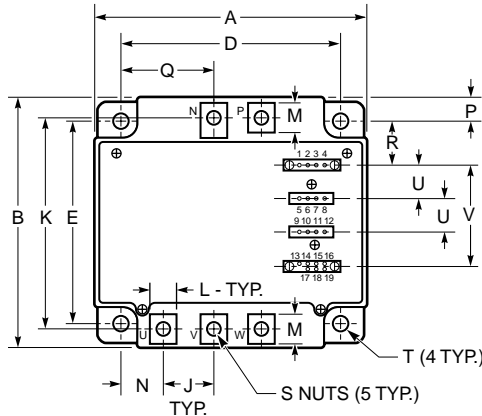 A
D
Q
N P M
P
R
1 2 3 4
U
5 6 7 8
B K E
V
9 10 11 12
U
13 14 15 16
17 18 19
L - TYP.
U V W M
T (4 TYP.)
N J
TYP.
S NUTS (5 TYP.)